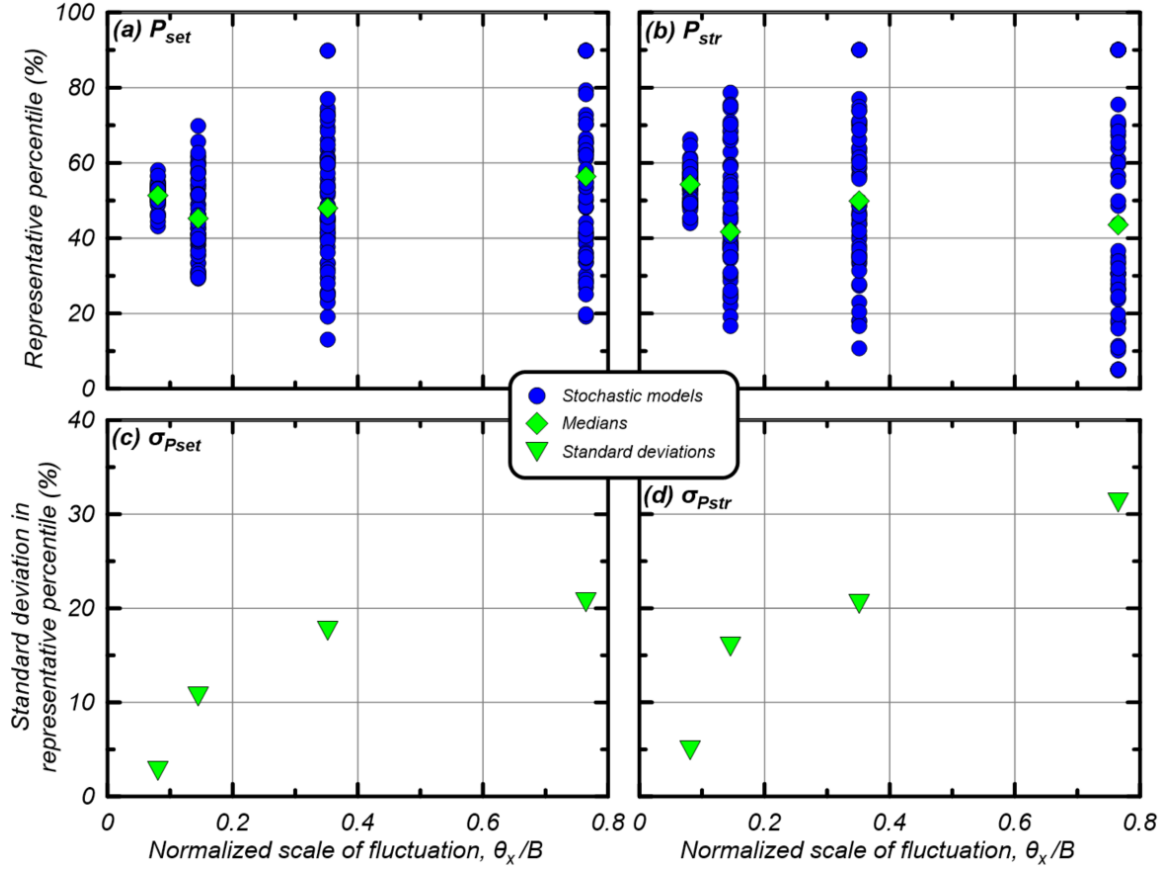 100
80
60
40
20
0
Representative percentile (%)
(a) Pset
(b) Pstr
Stochastic models
Medians
Standard deviations
40
30
20
10
0
Standard deviation in
representative percentile (%)
(c) σPset
(d) σPstr
0 0.2 0.4 0.6 0.8 0 0.2 0.4 0.6 0.8
Normalized scale of fluctuation, θx/B
Normalized scale of fluctuation, θx/B